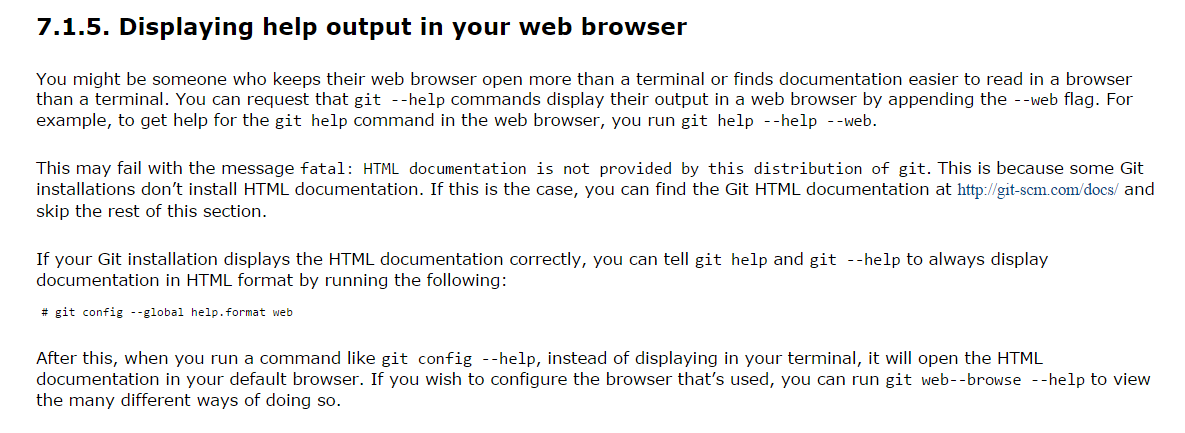 7.1.5. Displaying help output in your web browser
You might be someone who keeps their web browser open more than a terminal or finds documentation easier to read in a browser
than a terminal. You can request that git --help commands display their output in a web browser by appending the --web flag. For
example, to get help for the git help command in the web browser, you run git help --help --web.
This may fail with the message fatal: HTML documentation is not provided by this distribution of git. This is because some Git
installations don’t install HTML documentation. If this is the case, you can find the Git HTML documentation at http://git-scm.com/docs/ and
skip the rest of this section.
If your Git installation displays the HTML documentation correctly, you can tell git help and git --help to always display
documentation in HTML format by running the following:
# git config --global help.format web
After this, when you run a command like git config --help, instead of displaying in your terminal, it will open the HTML
documentation in your default browser. If you wish to configure the browser that’s used, you can run git web--browse --help to view
the many different ways of doing so.